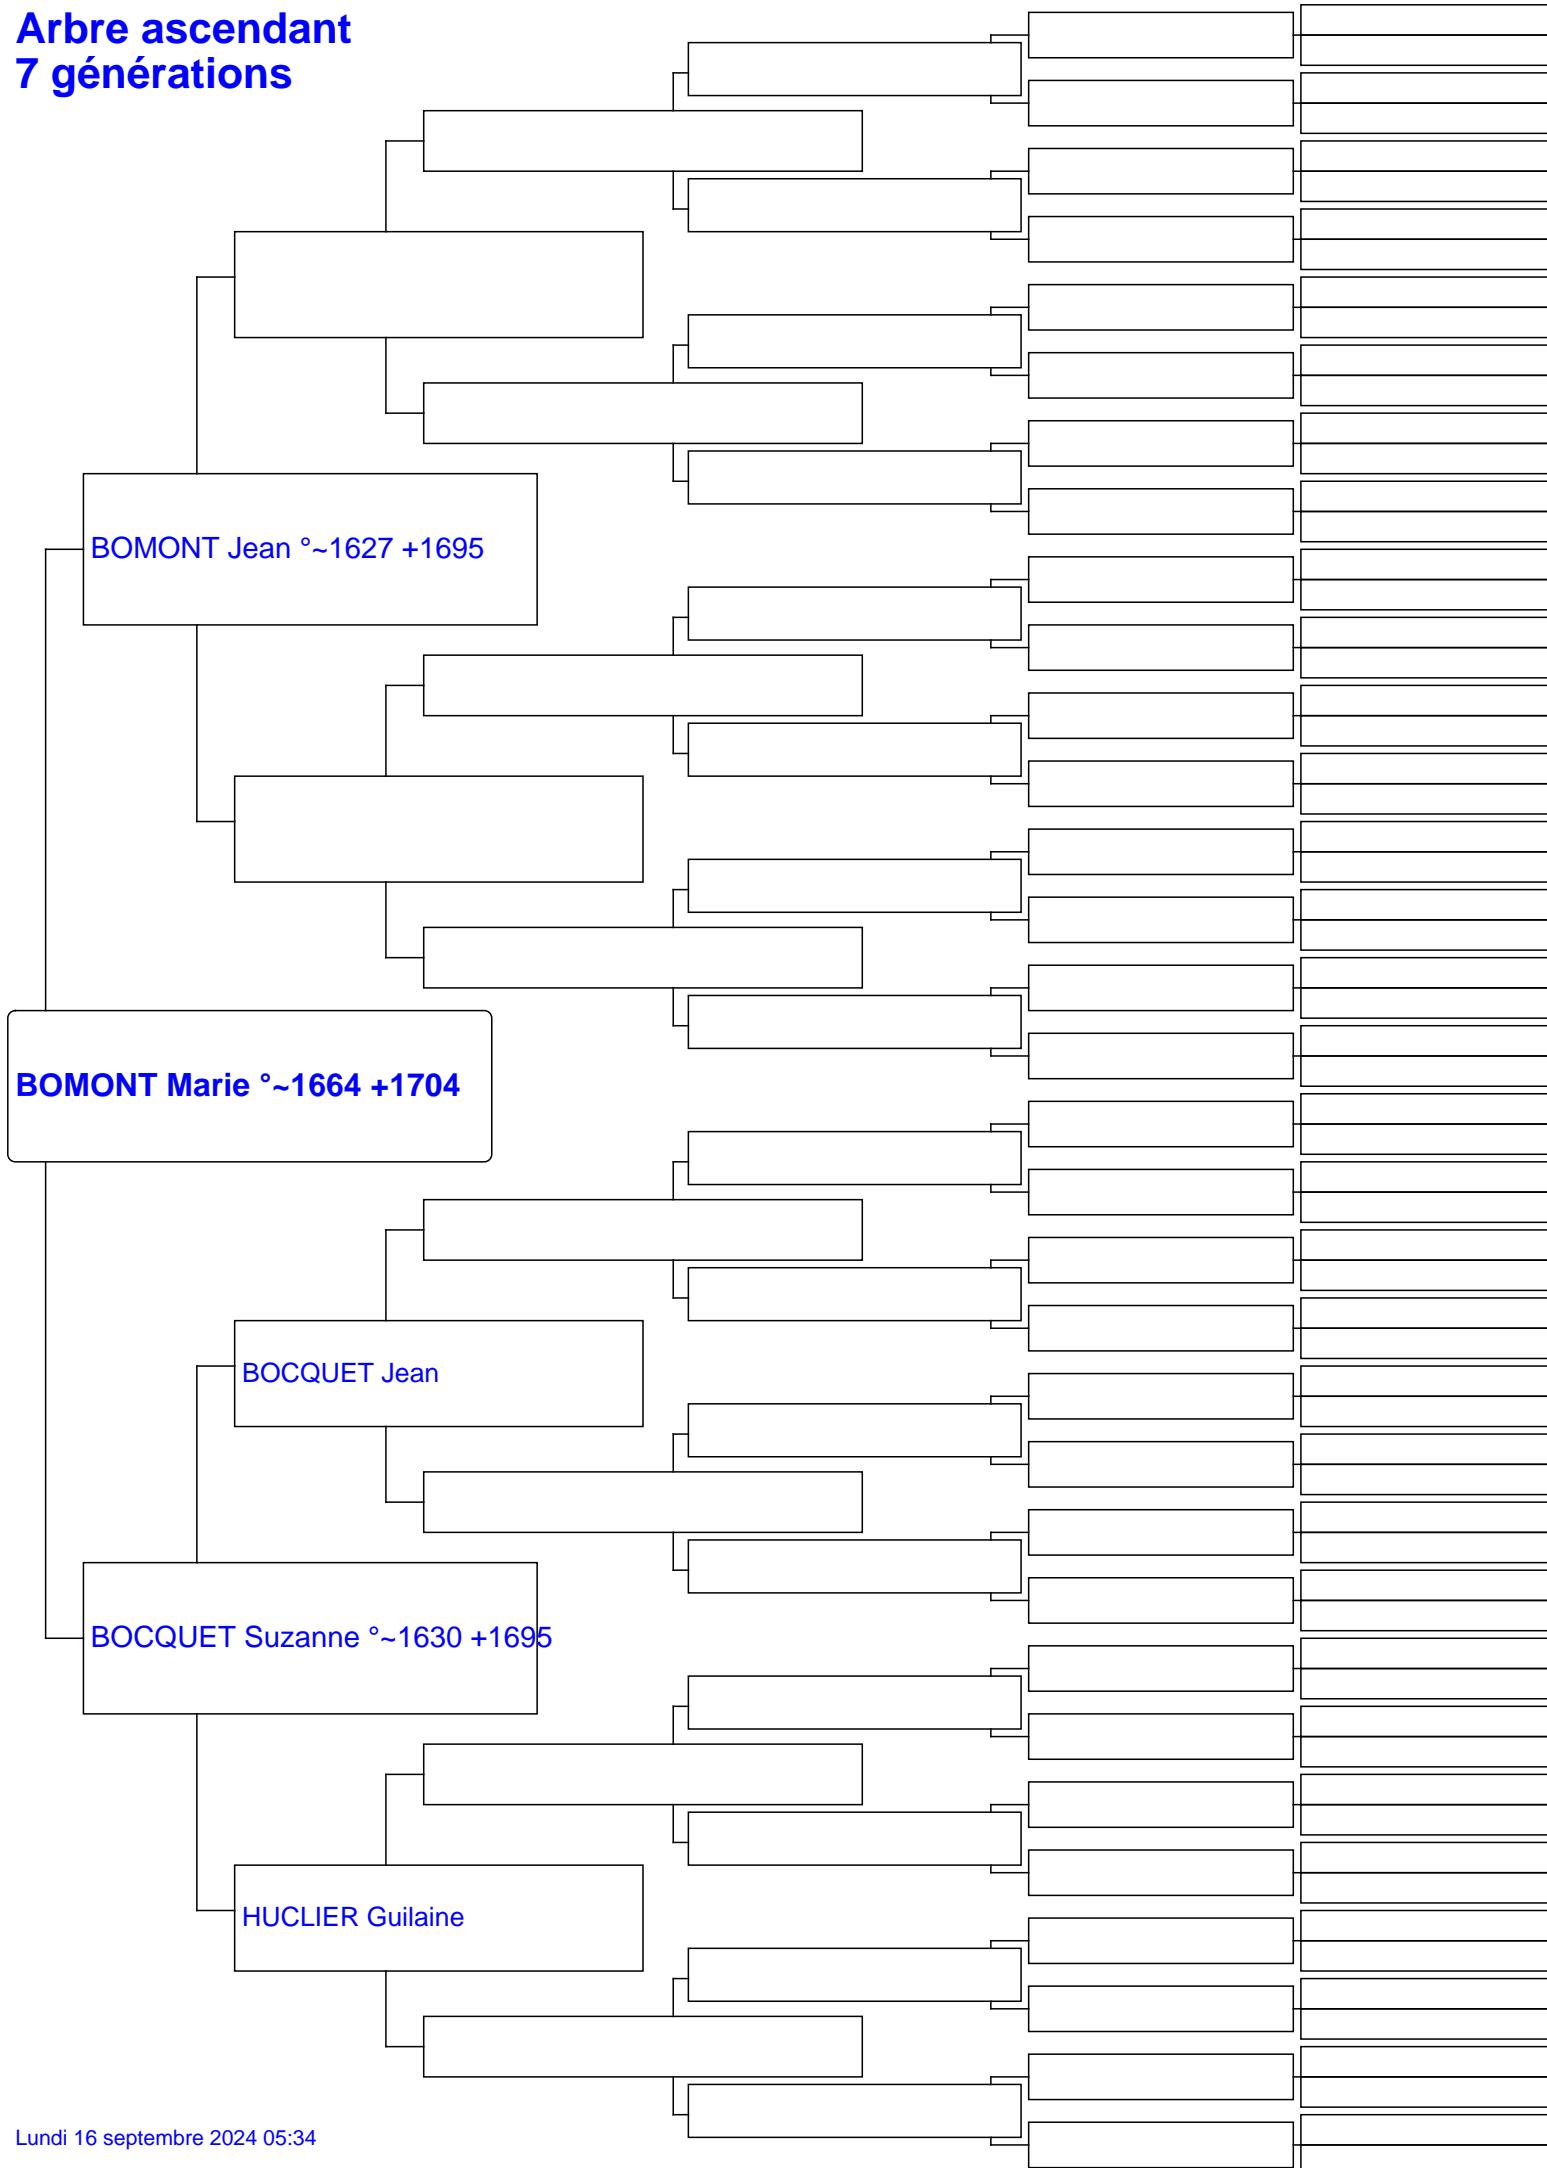 Arbre ascendant
7 générations
BOMONT Jean °~1627 +1695
BOMONT Marie °~1664 +1704
BOCQUET Jean
BOCQUET Suzanne °~1630 +1695
HUCLIER Guilaine
Lundi 16 septembre 2024 05:34